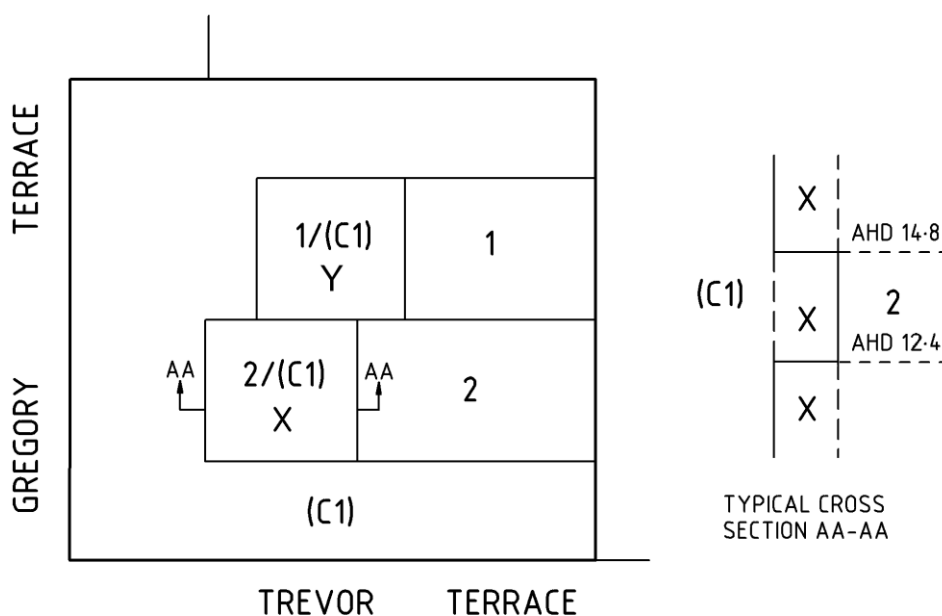 TERRACE
GREGORY
1/(C1)
Y
1
AA
2/(C1)
X
AA
2
(C1)
TREVOR TERRACE
X
AHD 14·8
(C1)
X
2
AHD 12·4
X
TYPICAL CROSS
SECTION AA-AA